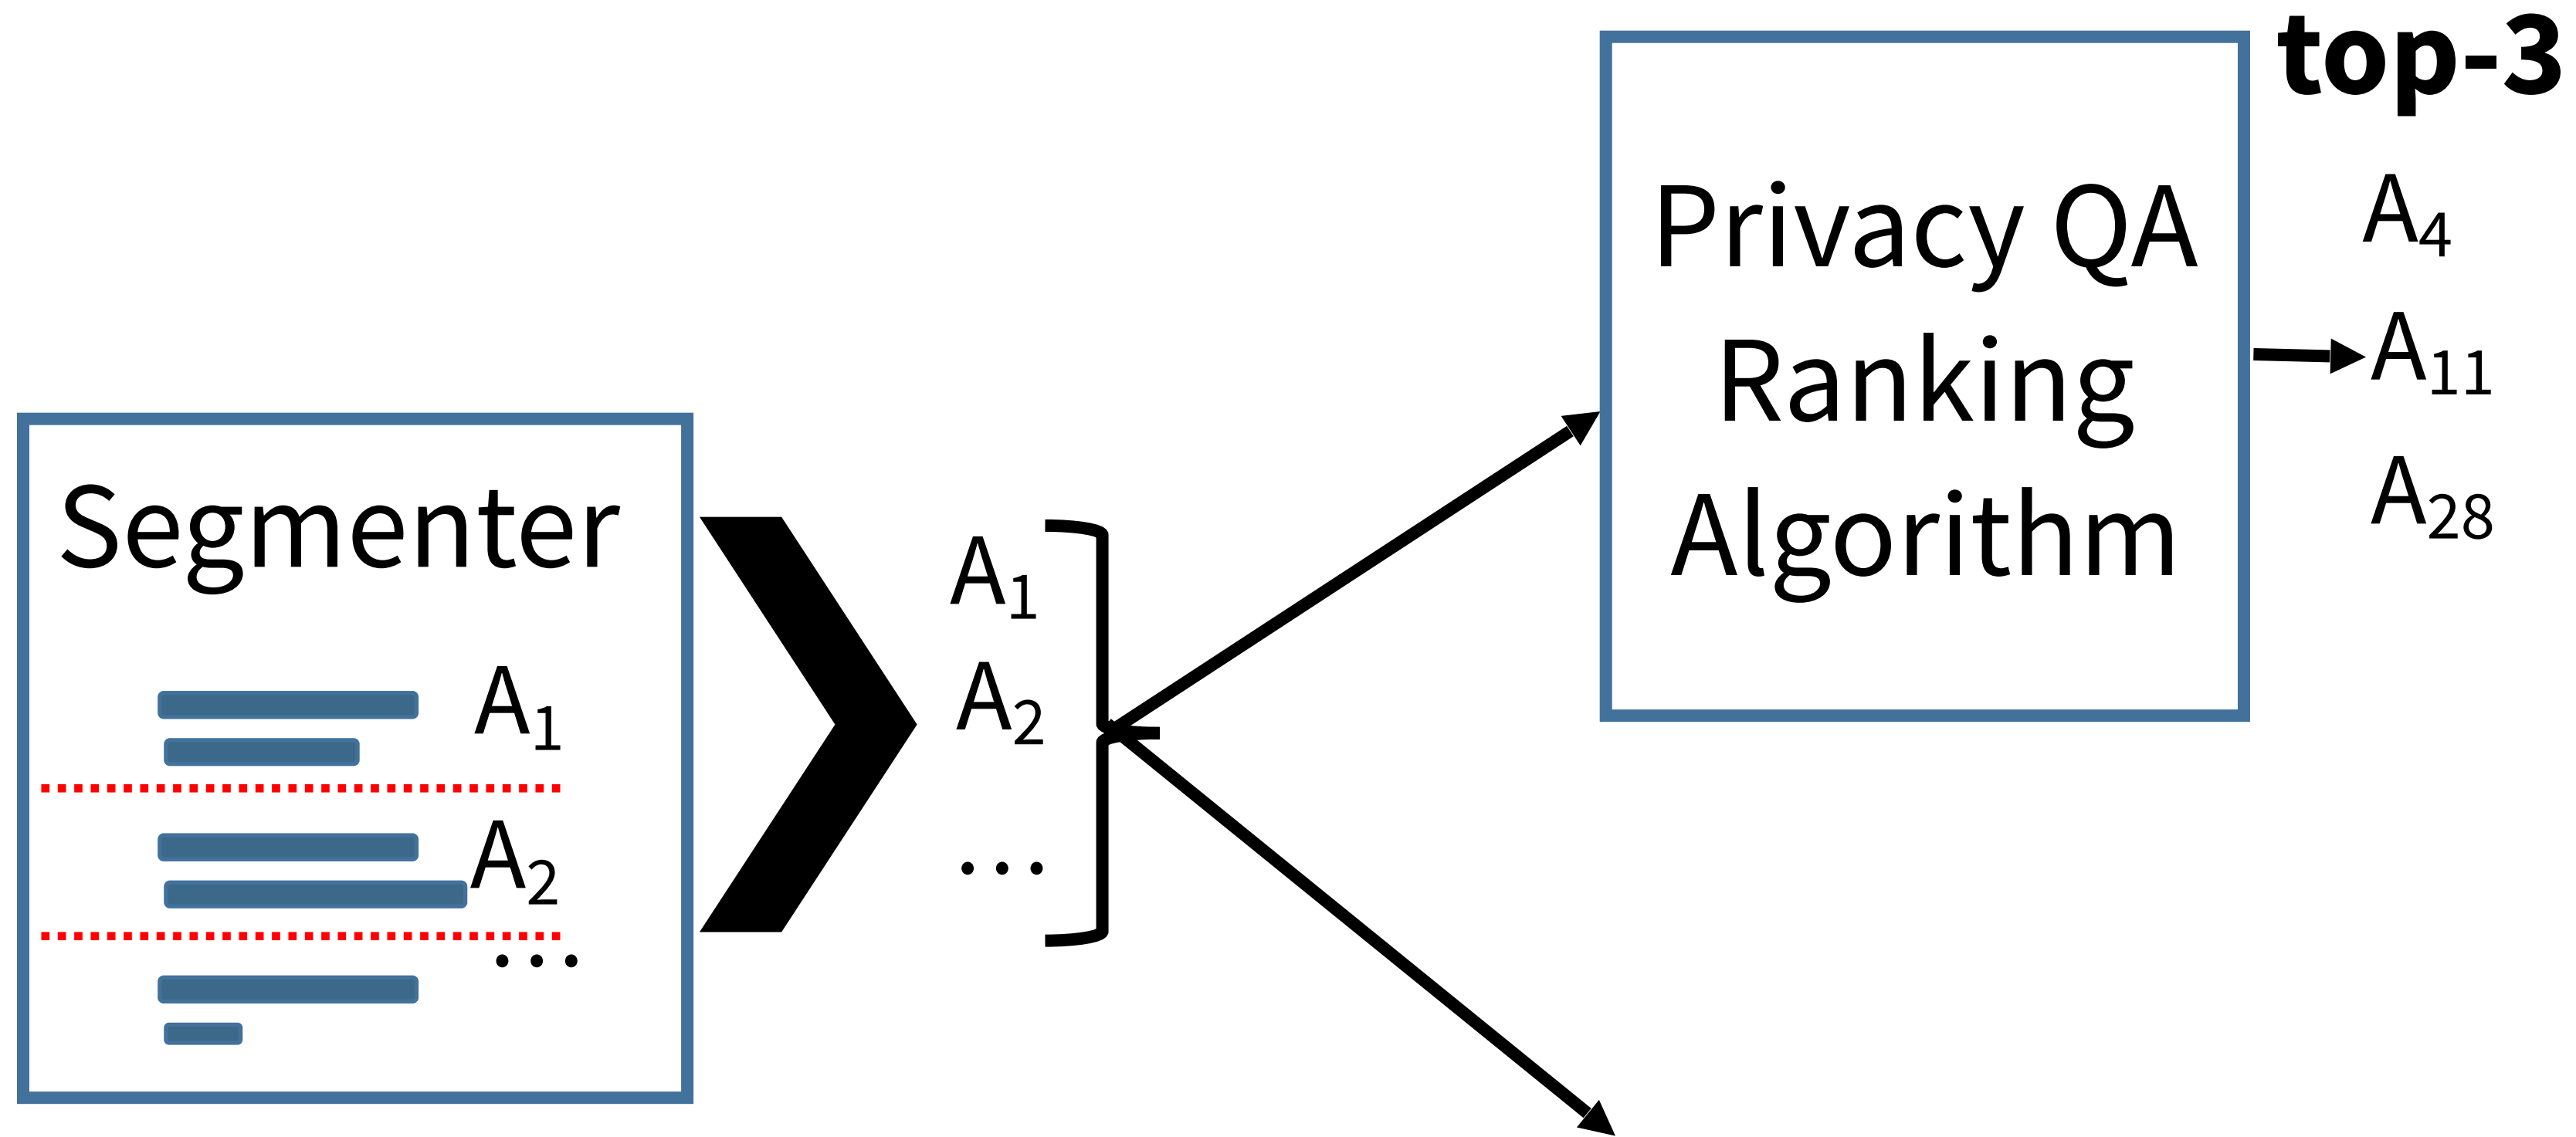 Segmenter
A1
A2
...
A1
A2
...
Privacy QA
Ranking
Algorithm
top-3
A4
A11
A28